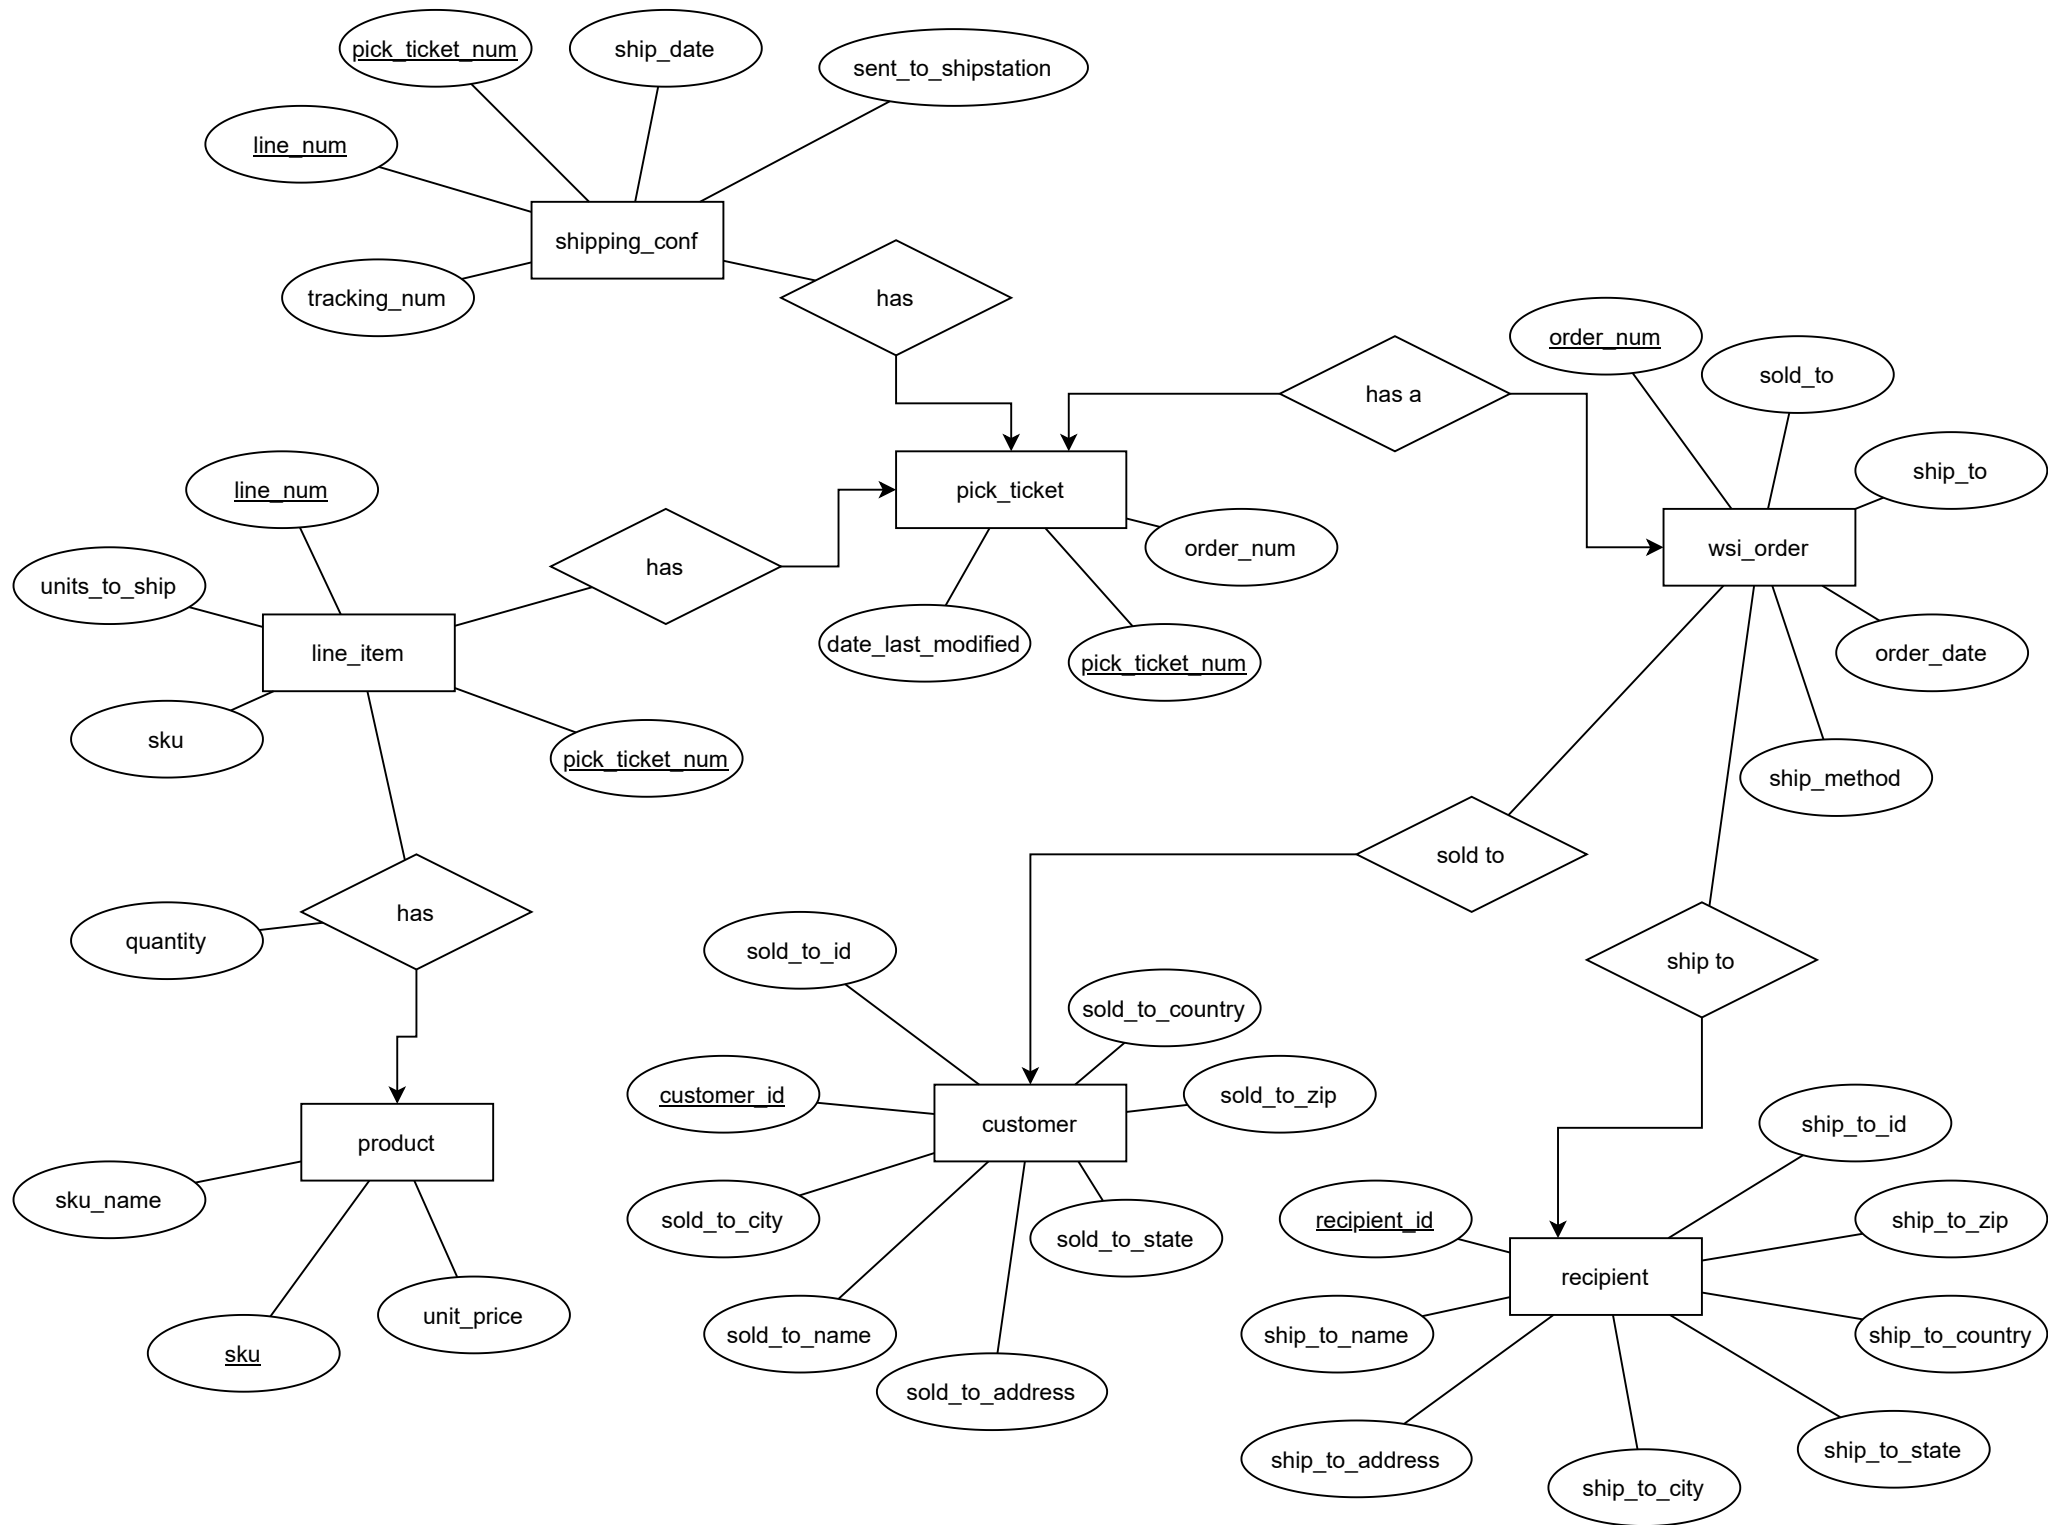 pick_ticket_num
ship_date
sent_to_shipstation
line_num
shipping_conf
tracking_num
has
order_num
sold_to
has a
ship_to
line_num
pick_ticket
wsi_order
units_to_ship
has
order_num
line_item
date_last_modified
pick_ticket_num
order_date
sku
pick_ticket_num
ship_method
sold to
has
quantity
sold_to_id
ship to
sold_to_country
customer_id
sold_to_zip
customer
ship_to_id
product
sku_name
sold_to_city
sold_to_state
recipient_id
ship_to_zip
recipient
unit_price
sku
sold_to_name
ship_to_name
ship_to_country
sold_to_address
ship_to_address
ship_to_state
ship_to_city